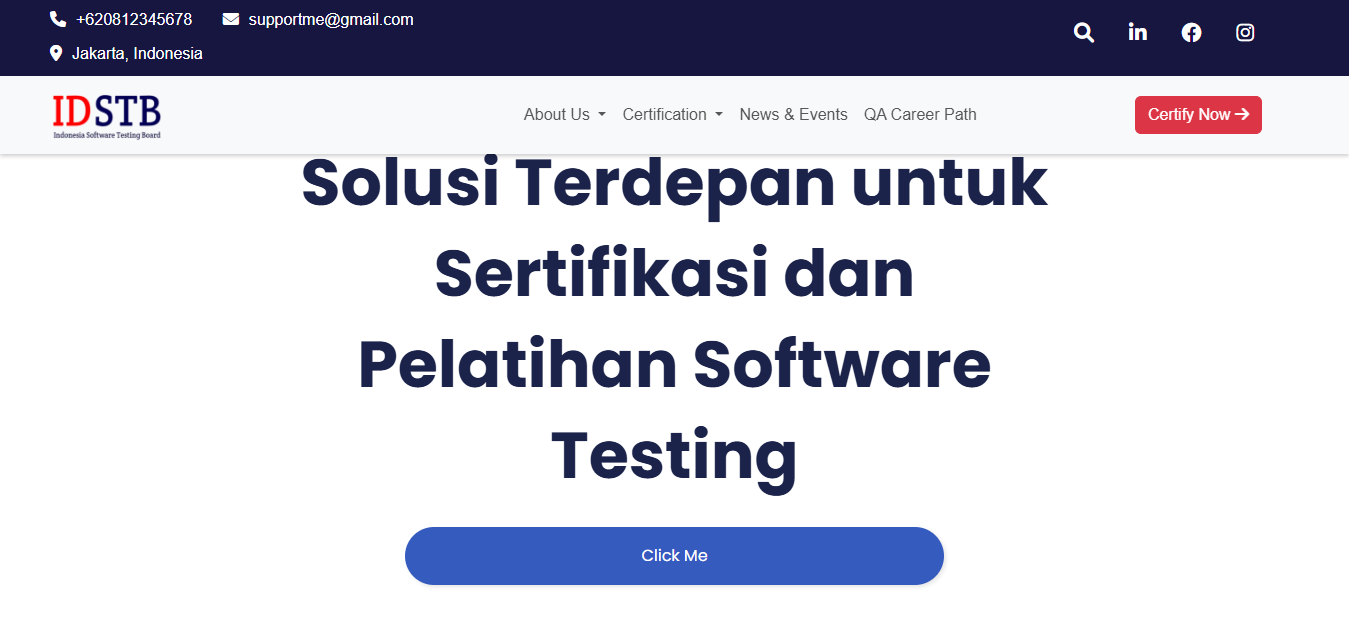 +620812345678 supportme@gmail.com
Jakarta, Indonesia
IDSTB
Indonesia Software Testing Board
About Us Certification News & Events QA Career Path
Certify Now
Solusi Terdepan untuk
Sertifikasi dan
Pelatihan Software
Testing
Click Me